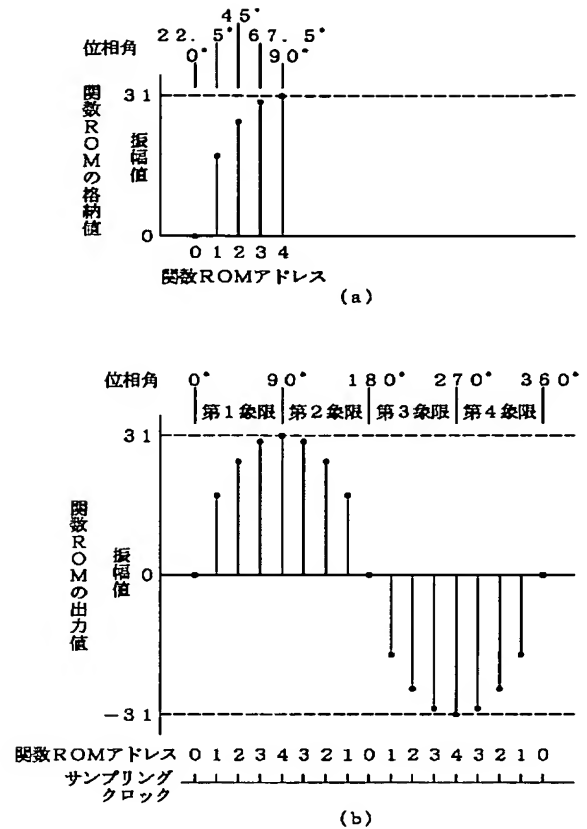 45°
22.5°67.5°
位相角 0° 90°
関数ROMの格納値
振幅値
31
0
0 1 2 3 4
関数ROMアドレス
(a)
位相角 0° 90° 180° 270° 360°
第1象限 第2象限 第3象限 第4象限
31
関数ROMの出力値
振幅値
0
-31
関数ROMアドレス 0 1 2 3 4 3 2 1 0 1 2 3 4 3 2 1 0
サンプリング
クロック
(b)